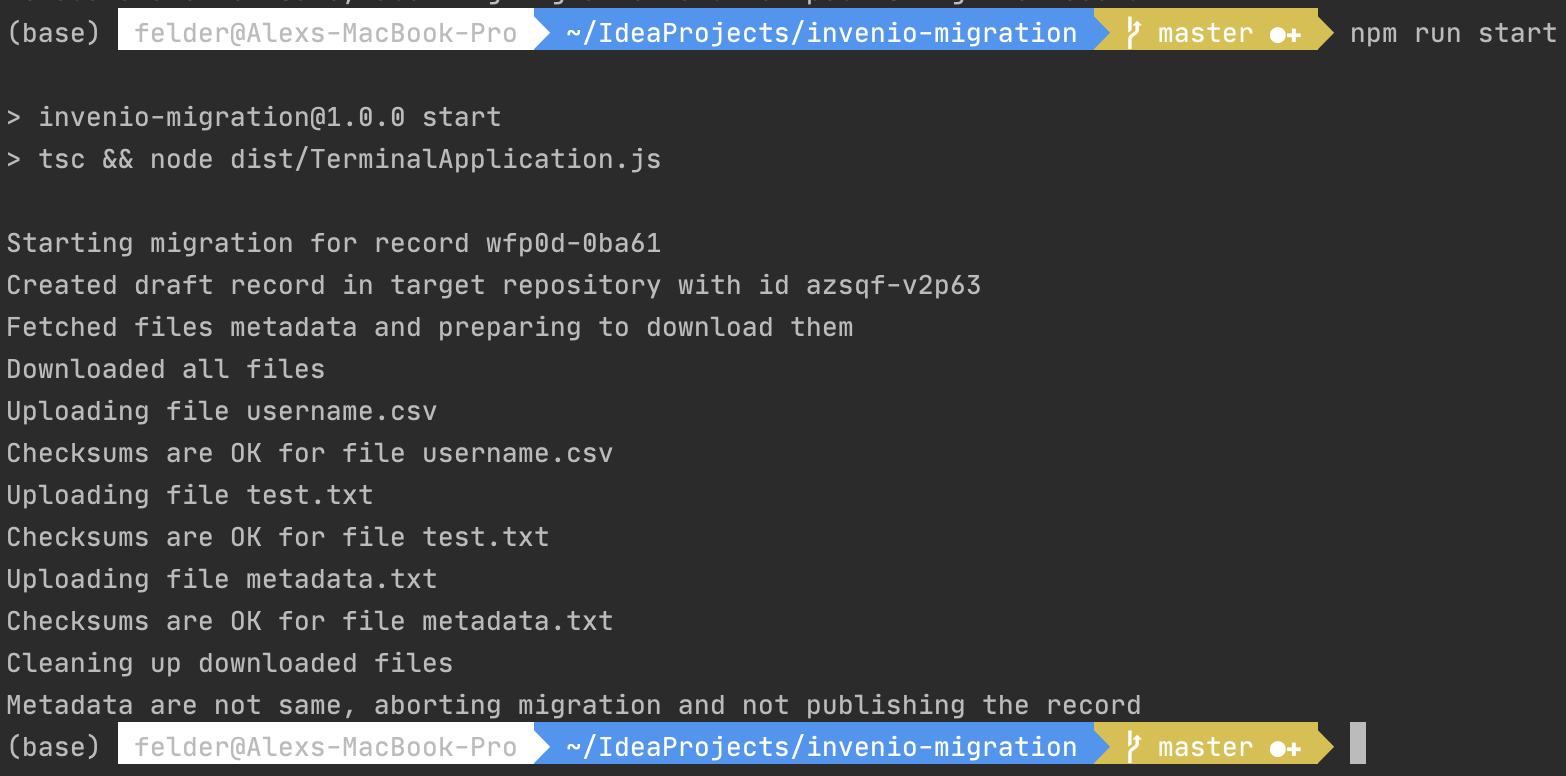 (base) felder@Alexs-MacBook-Pro ~/IdeaProjects/invenio-migration master ●+ npm run start
> invenio-migration@1.0.0 start
> tsc && node dist/TerminalApplication.js
Starting migration for record wfp0d-0ba61
Created draft record in target repository with id azsqf-v2p63
Fetched files metadata and preparing to download them
Downloaded all files
Uploading file username.csv
Checksums are OK for file username.csv
Uploading file test.txt
Checksums are OK for file test.txt
Uploading file metadata.txt
Checksums are OK for file metadata.txt
Cleaning up downloaded files
Metadata are not same, aborting migration and not publishing the record
(base) felder@Alexs-MacBook-Pro ~/IdeaProjects/invenio-migration master ●+